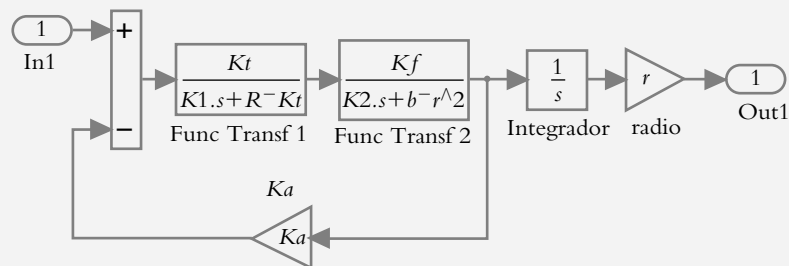 1
In1
+
−
Kt
K1.s+R⁻Kt
Func Transf 1
Kf
K2.s+b⁻r^2
Func Transf 2
1
s
Integrador
r
radio
1
Out1
Ka
Ka